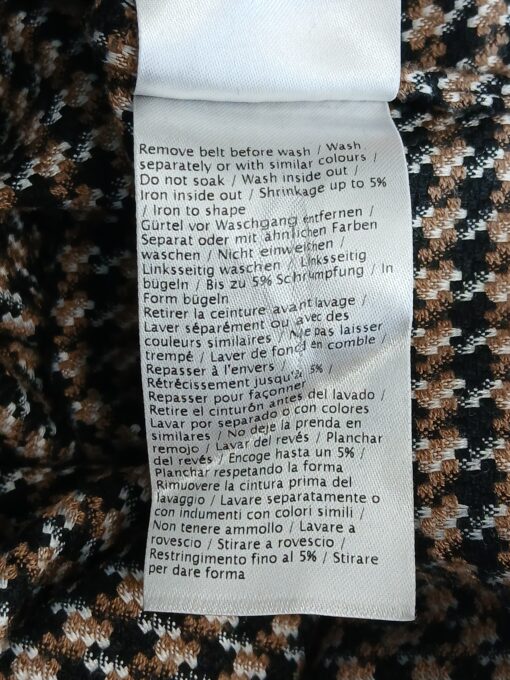 Remove belt before wash / Wash
separately or with similar colours /
Do not soak / Wash inside out /
Iron inside out / Shrinkage up to 5%
/ Iron to shape
Gürtel vor Waschgang entfernen /
Separat oder mit ähnlichen Farben
waschen / Nicht einweichen /
Linksseitig waschen / Linksseitig
bügeln / Bis zu 5% Schrumpfung / In
Form bügeln
Retirer la ceinture avant lavage /
Laver séparément ou avec des
couleurs similaires / Ne pas laisser
trempé / Laver de fond en comble /
Repasser à l'envers /
Rétrécissement jusqu'à 5% /
Repasser pour façonner
Retire el cinturón antes del lavado /
Lavar por separado o con colores
similares / No deje la prenda en
remojo / Lavar del revés / Planchar
del revés / Encoge hasta un 5% /
Planchar respetando la forma
Rimuovere la cintura prima del
lavaggio / Lavare separatamente o
con indumenti con colori simili /
Non tenere ammollo / Lavare a
rovescio / Stirare a rovescio /
Restringimento fino al 5% / Stirare
per dare forma